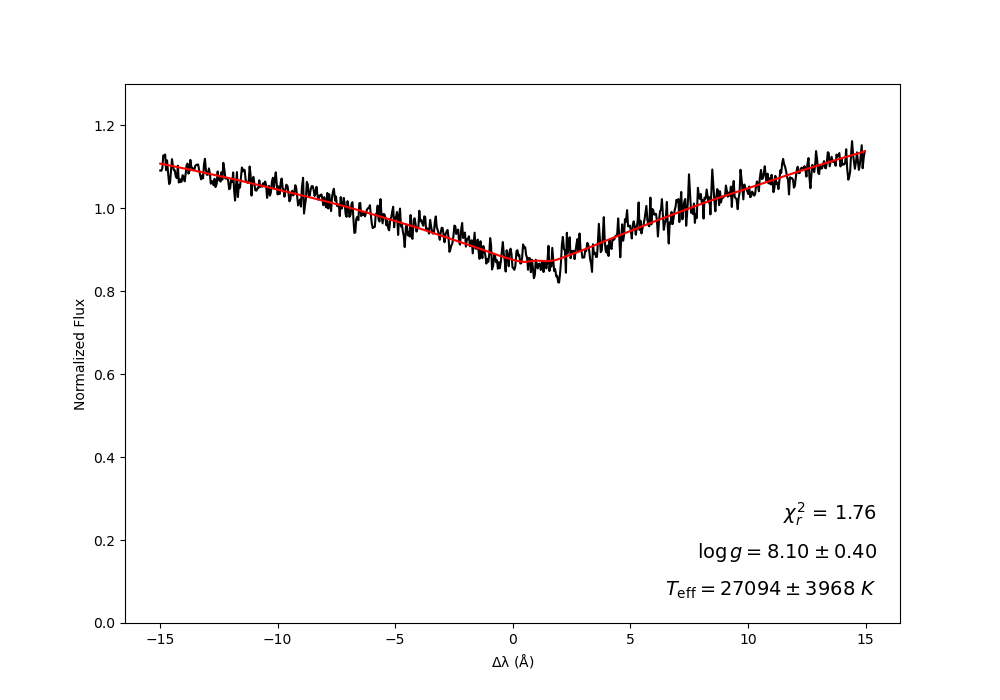 1.2
1.0
0.8
0.6
0.4
0.2
0.0
Normalized Flux
χ²ᵣ = 1.76
log g = 8.10 ± 0.40
T_eff = 27094 ± 3968 K
−15 −10 −5 0 5 10 15
Δλ (Å)